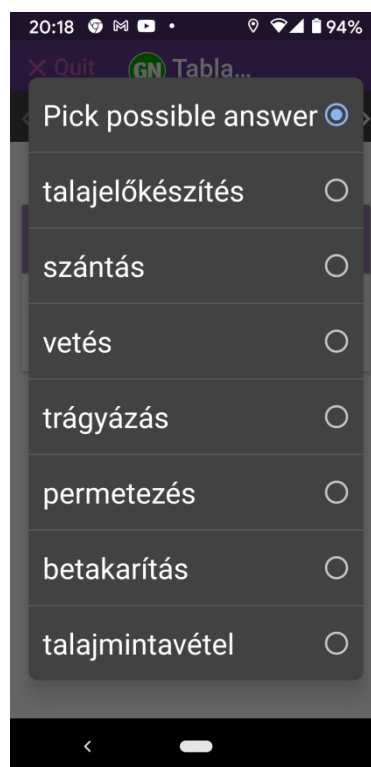 20:18 94%
× Quit GN Tabla...
Pick possible answer
talajelőkészítés
szántás
vetés
trágyázás
permetezés
betakarítás
talajmintavétel